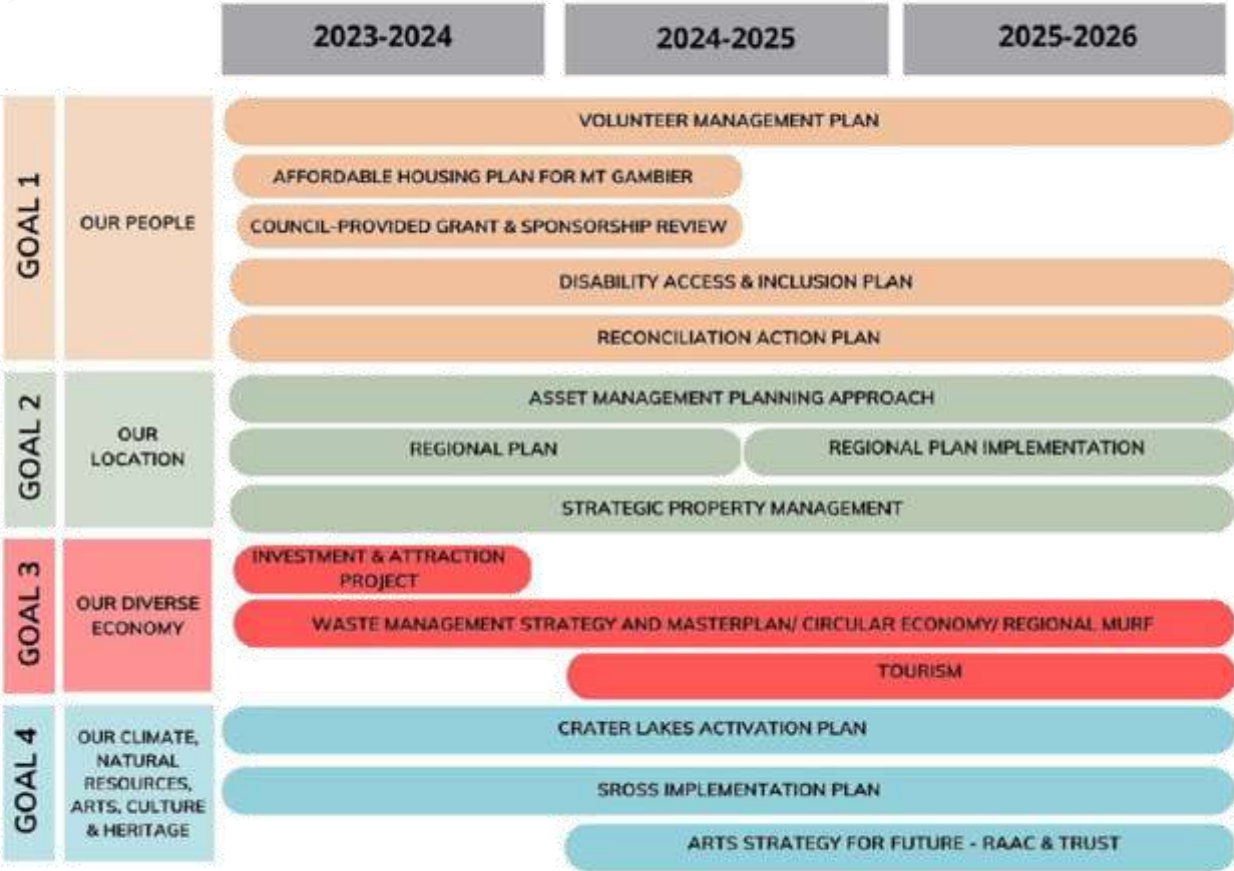 2023-2024
2024-2025
2025-2026
GOAL 1
OUR PEOPLE
VOLUNTEER MANAGEMENT PLAN
AFFORDABLE HOUSING PLAN FOR MT GAMBIER
COUNCIL-PROVIDED GRANT & SPONSORSHIP REVIEW
DISABILITY ACCESS & INCLUSION PLAN
RECONCILIATION ACTION PLAN
GOAL 2
OUR
LOCATION
ASSET MANAGEMENT PLANNING APPROACH
REGIONAL PLAN
REGIONAL PLAN IMPLEMENTATION
STRATEGIC PROPERTY MANAGEMENT
GOAL 3
OUR DIVERSE
ECONOMY
INVESTMENT & ATTRACTION
PROJECT
WASTE MANAGEMENT STRATEGY AND MASTERPLAN/ CIRCULAR ECONOMY/ REGIONAL MURF
TOURISM
GOAL 4
OUR CLIMATE,
NATURAL
RESOURCES,
ARTS, CULTURE
& HERITAGE
CRATER LAKES ACTIVATION PLAN
SROSS IMPLEMENTATION PLAN
ARTS STRATEGY FOR FUTURE - RAAC & TRUST